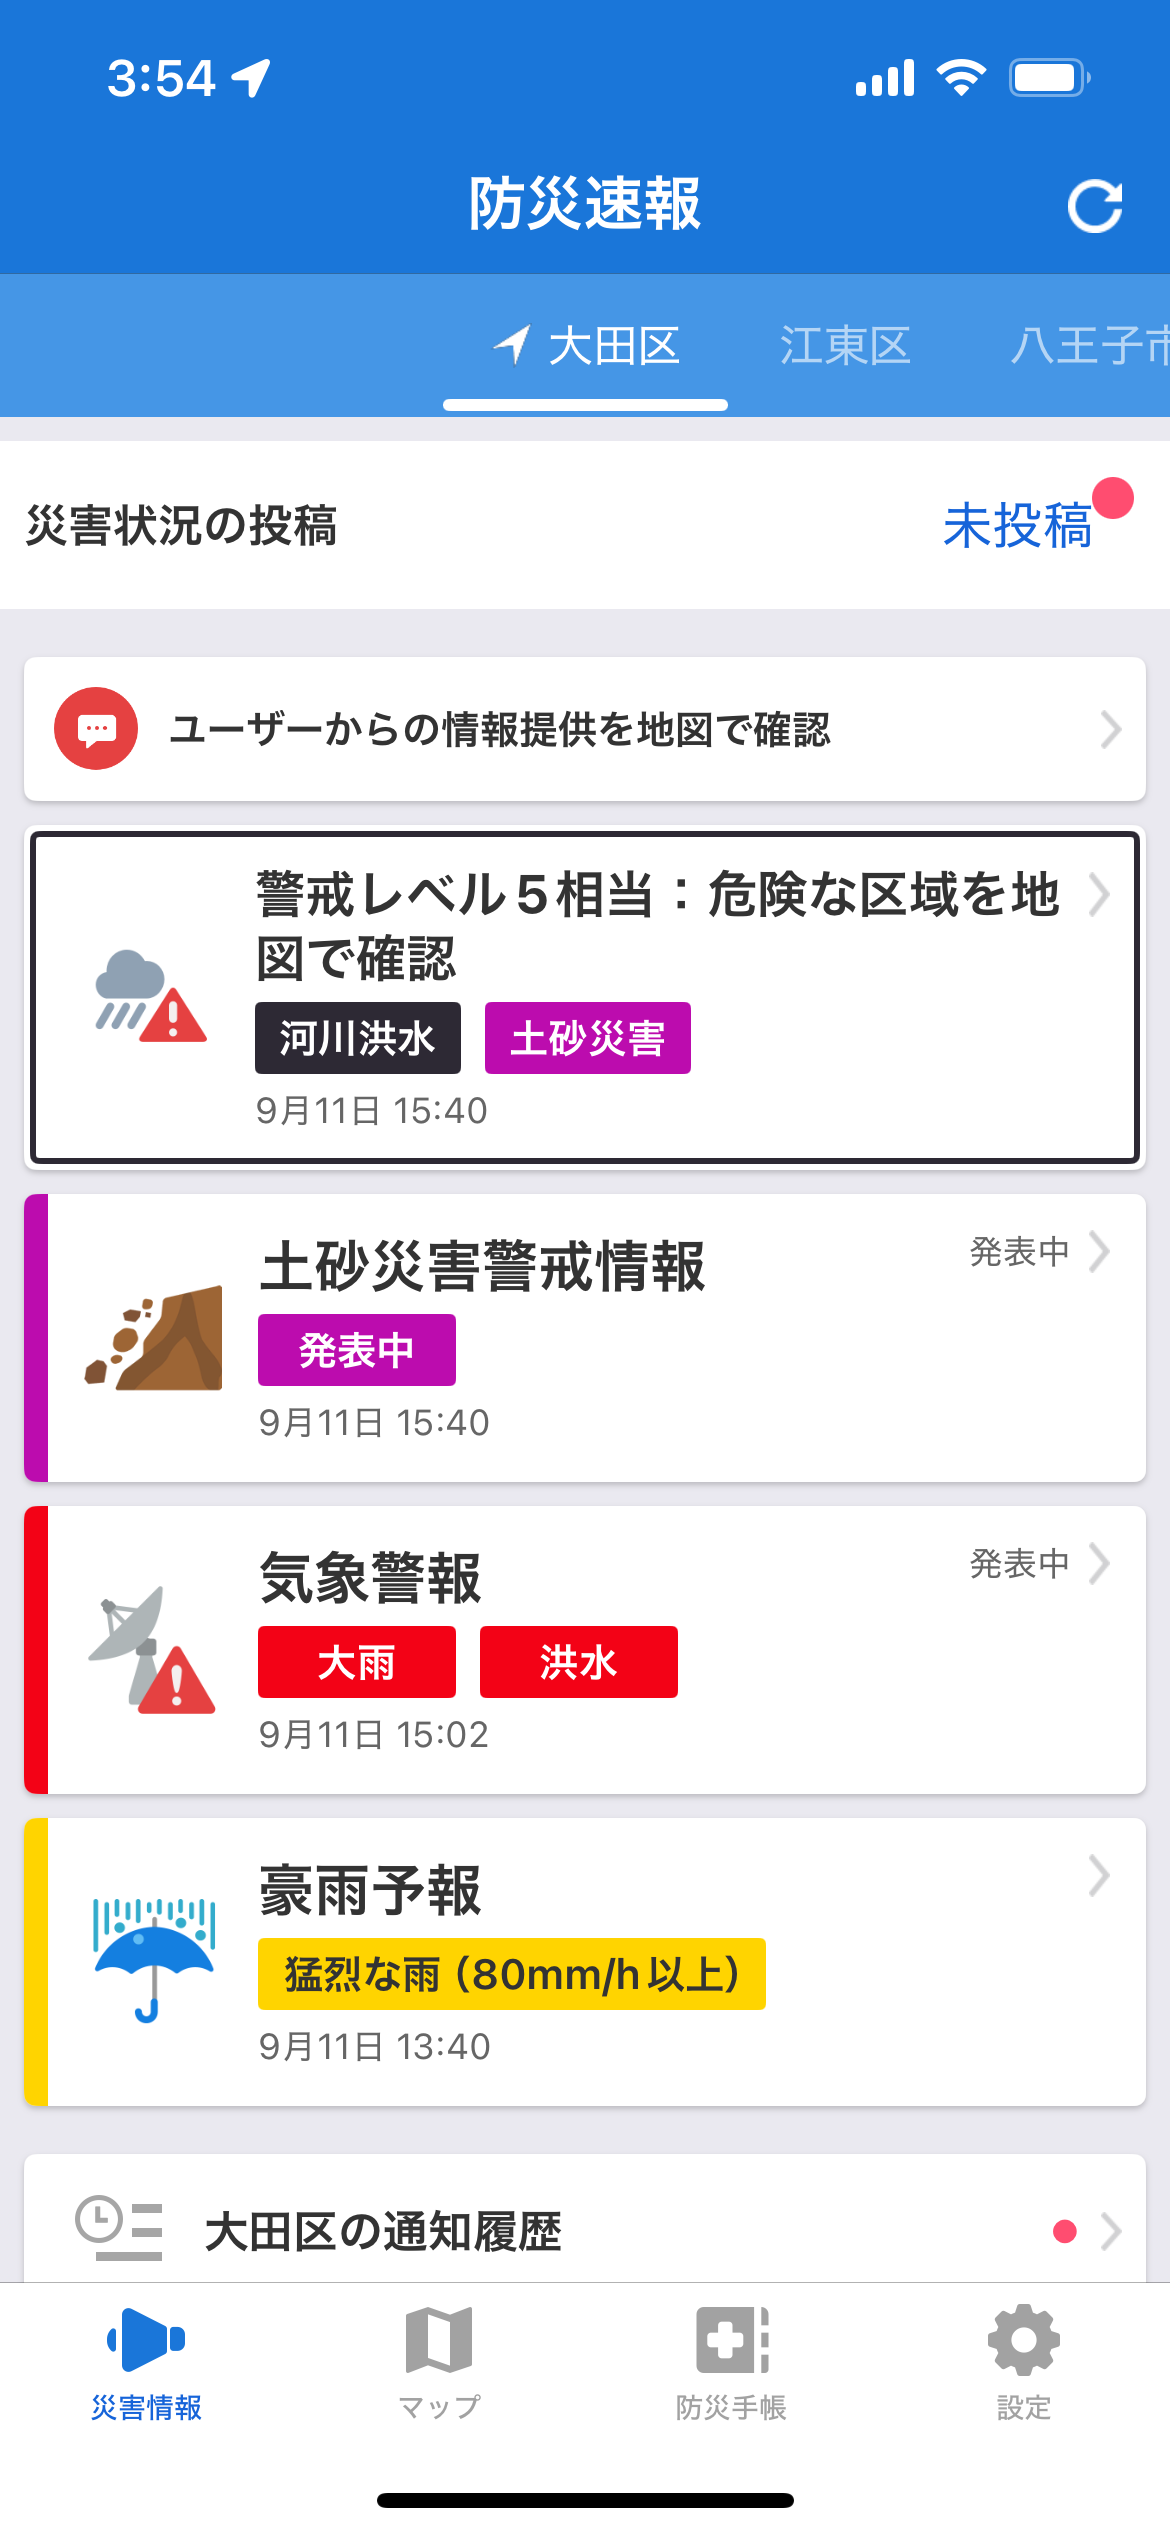 3:54
防災速報
大田区 江東区 八王子市
災害状況の投稿 未投稿
ユーザーからの情報提供を地図で確認
警戒レベル5相当：危険な区域を地
図で確認
河川洪水 土砂災害
9月11日 15:40
土砂災害警戒情報 発表中
発表中
9月11日 15:40
気象警報 発表中
大雨 洪水
9月11日 15:02
豪雨予報
猛烈な雨（80mm/h以上）
9月11日 13:40
大田区の通知履歴
災害情報 マップ 防災手帳 設定